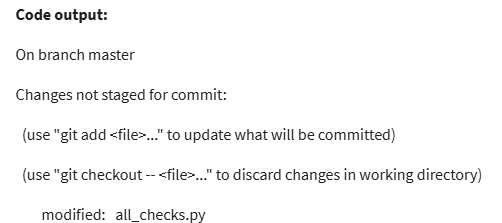 Code output:
On branch master
Changes not staged for commit:
(use "git add <file>..." to update what will be committed)
(use "git checkout -- <file>..." to discard changes in working directory)
modified: all_checks.py